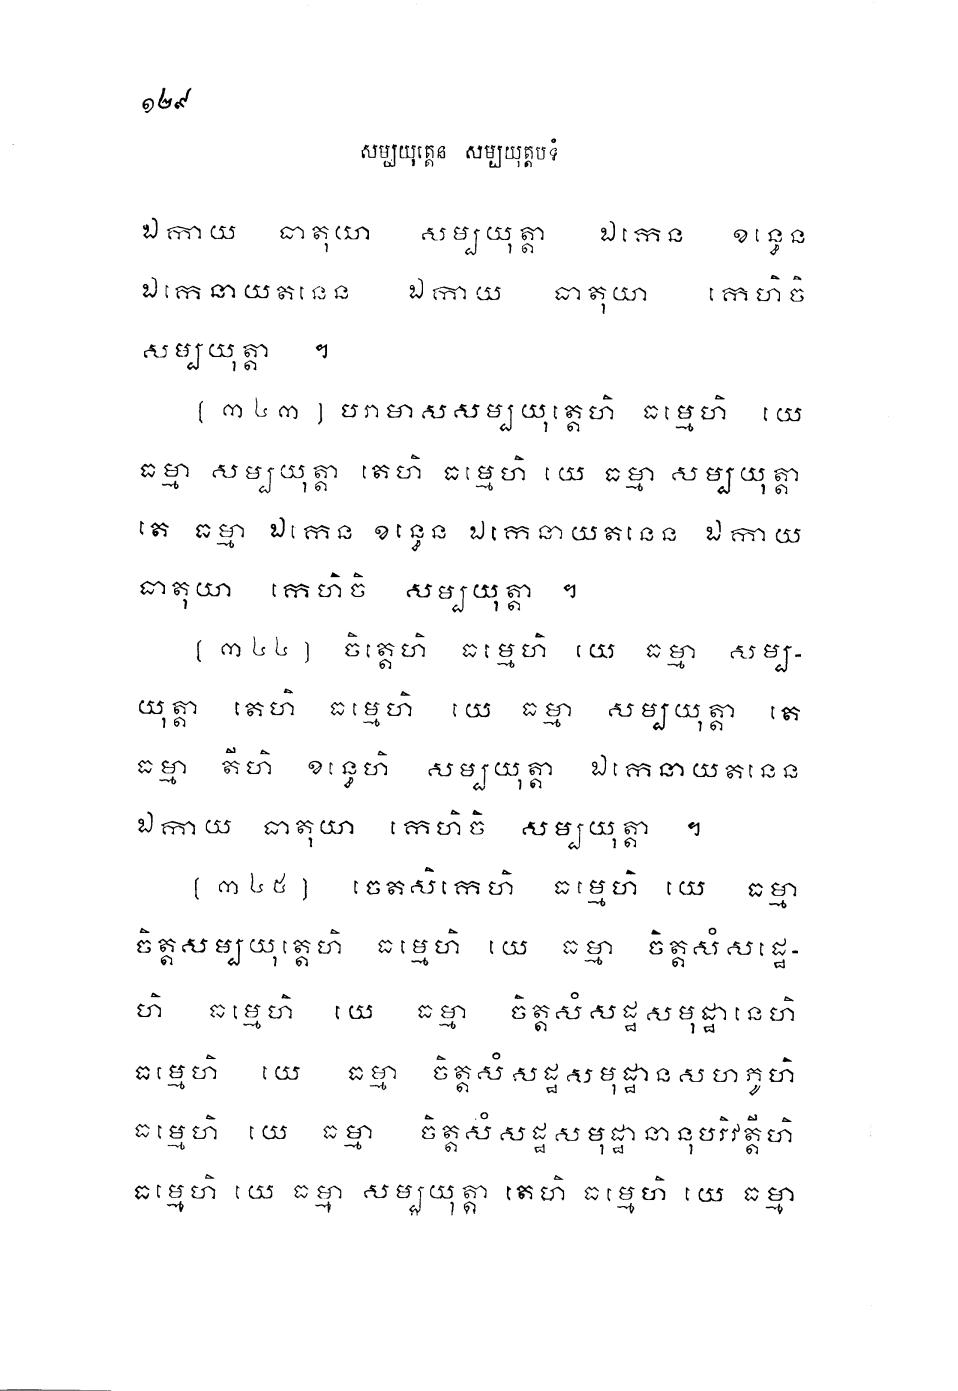 ១២៩
សម្បយុត្តេន សម្បយុត្តបទំ
ឯកាយ ធាតុយា សម្បយុត្តា ឯកេន ខន្ធេន
ឯកេនាយតនេន ឯកាយ ធាតុយា កេហិចិ
សម្បយុត្តា ។
[៣៤៣] បរាមាសសម្បយុត្តេហិ ធម្មេហិ យេ
ធម្មា សម្បយុត្តា តេហិ ធម្មេហិ យេ ធម្មា សម្បយុត្តា
តេ ធម្មា ឯកេន ខន្ធេន ឯកេនាយតនេន ឯកាយ
ធាតុយា កេហិចិ សម្បយុត្តា ។
[៣៤៤] ចិត្តេហិ ធម្មេហិ យេ ធម្មា សម្ប-
យុត្តា តេហិ ធម្មេហិ យេ ធម្មា សម្បយុត្តា តេ
ធម្មា តីហិ ខន្ធេហិ សម្បយុត្តា ឯកេនាយតនេន
ឯកាយ ធាតុយា កេហិចិ សម្បយុត្តា ។
[៣៤៥] ចេតសិកេហិ ធម្មេហិ យេ ធម្មា
ចិត្តសម្បយុត្តេហិ ធម្មេហិ យេ ធម្មា ចិត្តសំសដ្ឋេ-
ហិ ធម្មេហិ យេ ធម្មា ចិត្តសំសដ្ឋសមុដ្ឋានេហិ
ធម្មេហិ យេ ធម្មា ចិត្តសំសដ្ឋសមុដ្ឋានសហភូហិ
ធម្មេហិ យេ ធម្មា ចិត្តសំសដ្ឋសមុដ្ឋានានុបរិវត្តីហិ
ធម្មេហិ យេ ធម្មា សម្បយុត្តា តេហិ ធម្មេហិ យេ ធម្មា